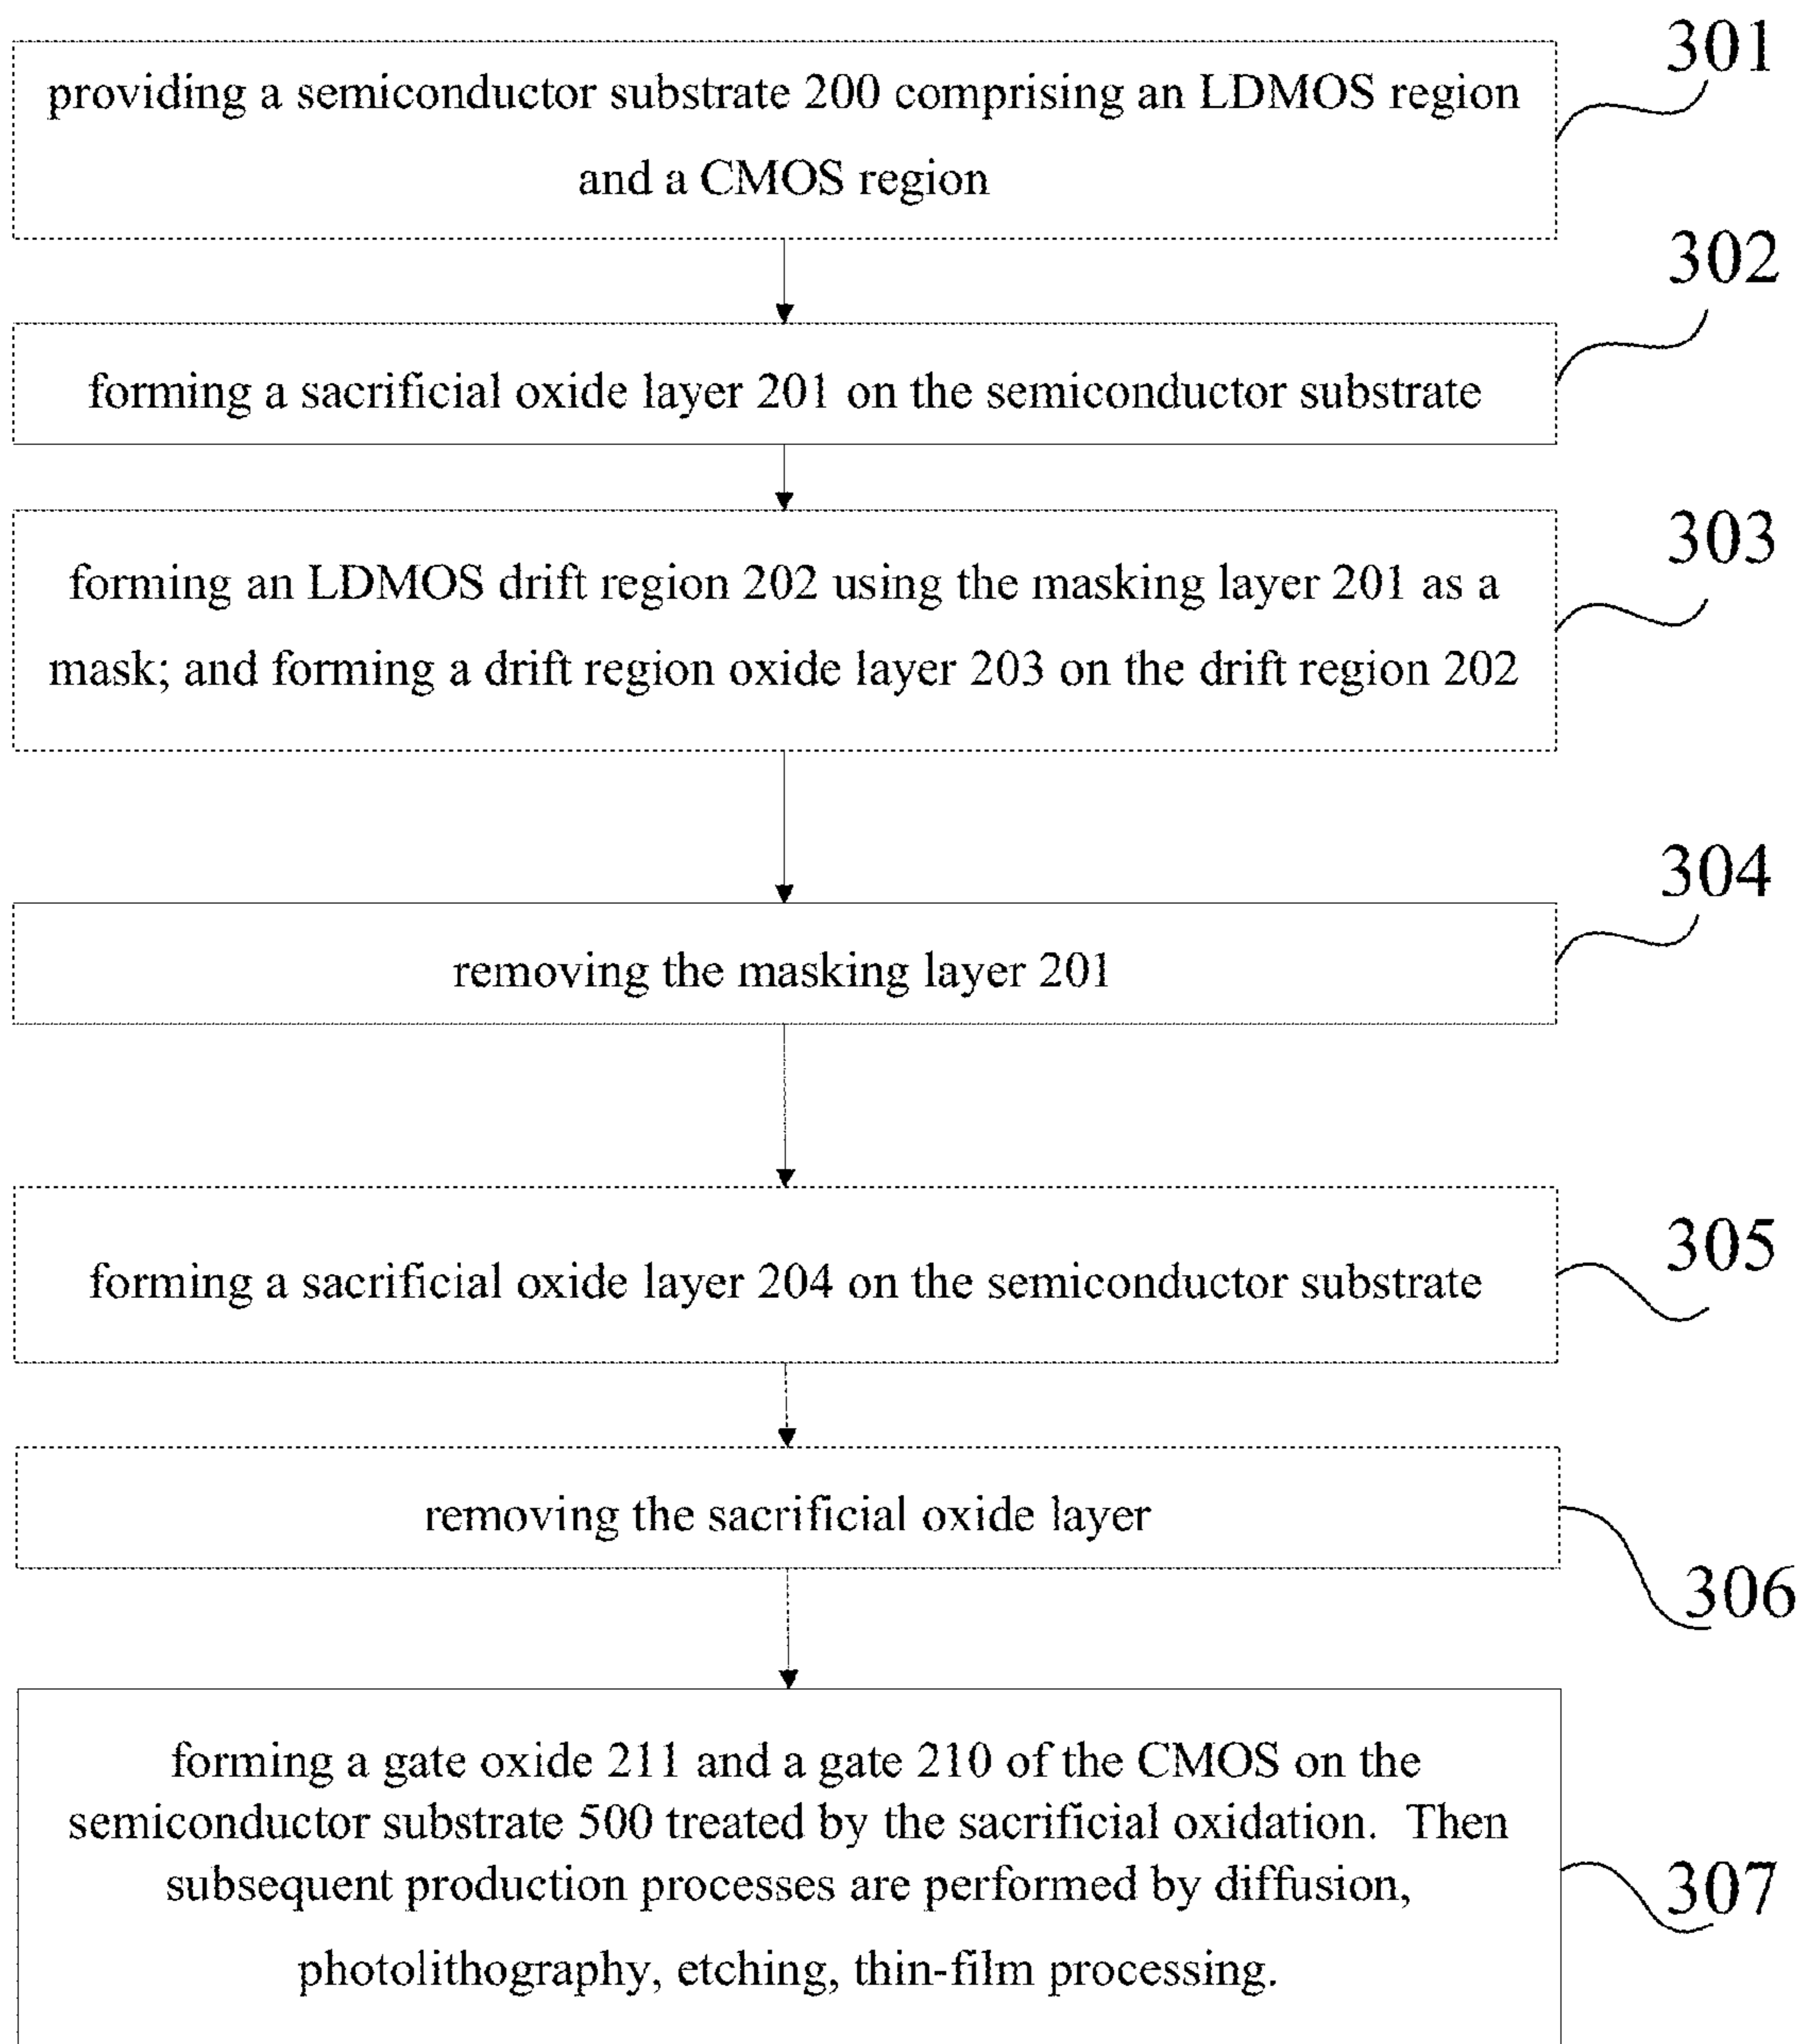 301
providing a semiconductor substrate 200 comprising an LDMOS region
and a CMOS region
302
forming a sacrificial oxide layer 201 on the semiconductor substrate
303
forming an LDMOS drift region 202 using the masking layer 201 as a
mask; and forming a drift region oxide layer 203 on the drift region 202
304
removing the masking layer 201
305
forming a sacrificial oxide layer 204 on the semiconductor substrate
removing the sacrificial oxide layer
306
forming a gate oxide 211 and a gate 210 of the CMOS on the
semiconductor substrate 500 treated by the sacrificial oxidation. Then
subsequent production processes are performed by diffusion,
307
photolithography, etching, thin-film processing.